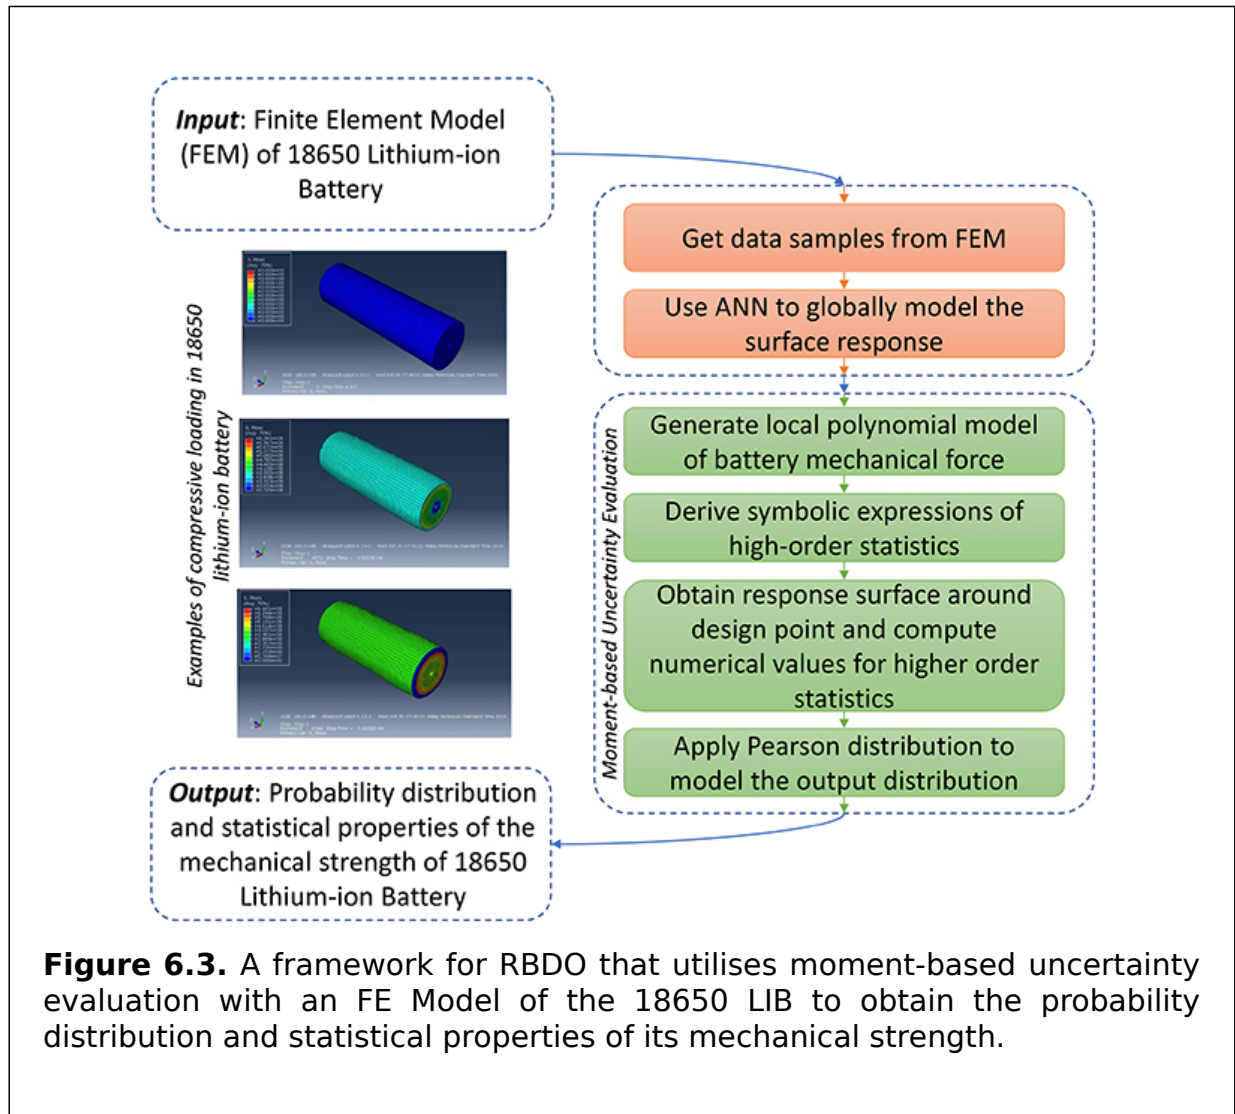 Input: Finite Element Model
(FEM) of 18650 Lithium-ion
Battery
Get data samples from FEM
Use ANN to globally model the
surface response
Examples of compressive loading in 18650
lithium-ion battery
Moment-based Uncertainty Evaluation
Generate local polynomial model
of battery mechanical force
Derive symbolic expressions of
high-order statistics
Obtain response surface around
design point and compute
numerical values for higher order
statistics
Apply Pearson distribution to
model the output distribution
Output: Probability distribution
and statistical properties of the
mechanical strength of 18650
Lithium-ion Battery
Figure 6.3. A framework for RBDO that utilises moment-based uncertainty
evaluation with an FE Model of the 18650 LIB to obtain the probability
distribution and statistical properties of its mechanical strength.